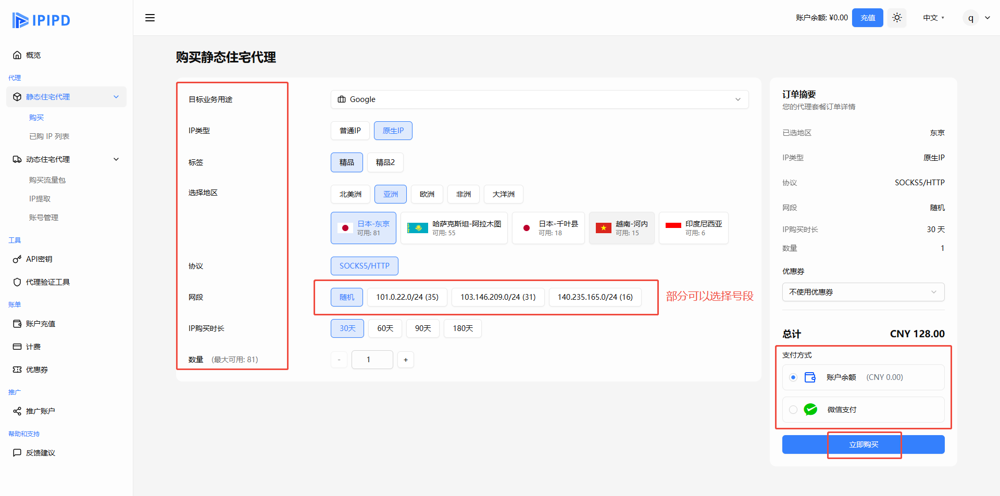 IPIPD
账户余额: ¥0.00
充值
中文
q
概览
代理
静态住宅代理
购买
已购 IP 列表
动态住宅代理
购买流量包
IP提取
账号管理
工具
API密钥
代理验证工具
账单
账户充值
计费
优惠券
推广
推广账户
帮助和支持
反馈建议
购买静态住宅代理
目标业务用途
Google
IP类型
普通IP
原生IP
标签
精品
精品2
选择地区
北美洲
亚洲
欧洲
非洲
大洋洲
日本-东京
可用: 81
哈萨克斯坦-阿拉木图
可用: 55
日本-千叶县
可用: 18
越南-河内
可用: 15
印度尼西亚
可用: 6
协议
SOCKS5/HTTP
网段
随机
101.0.22.0/24 (35)
103.146.209.0/24 (31)
140.235.165.0/24 (16)
部分可以选择号段
IP购买时长
30天
60天
90天
180天
数量 (最大可用: 81)
-
1
+
订单摘要
您的代理套餐订单详情
已选地区
东京
IP类型
原生IP
协议
SOCKS5/HTTP
网段
随机
IP购买时长
30 天
数量
1
优惠券
不使用优惠券
总计
CNY 128.00
支付方式
账户余额 (CNY 0.00)
微信支付
立即购买